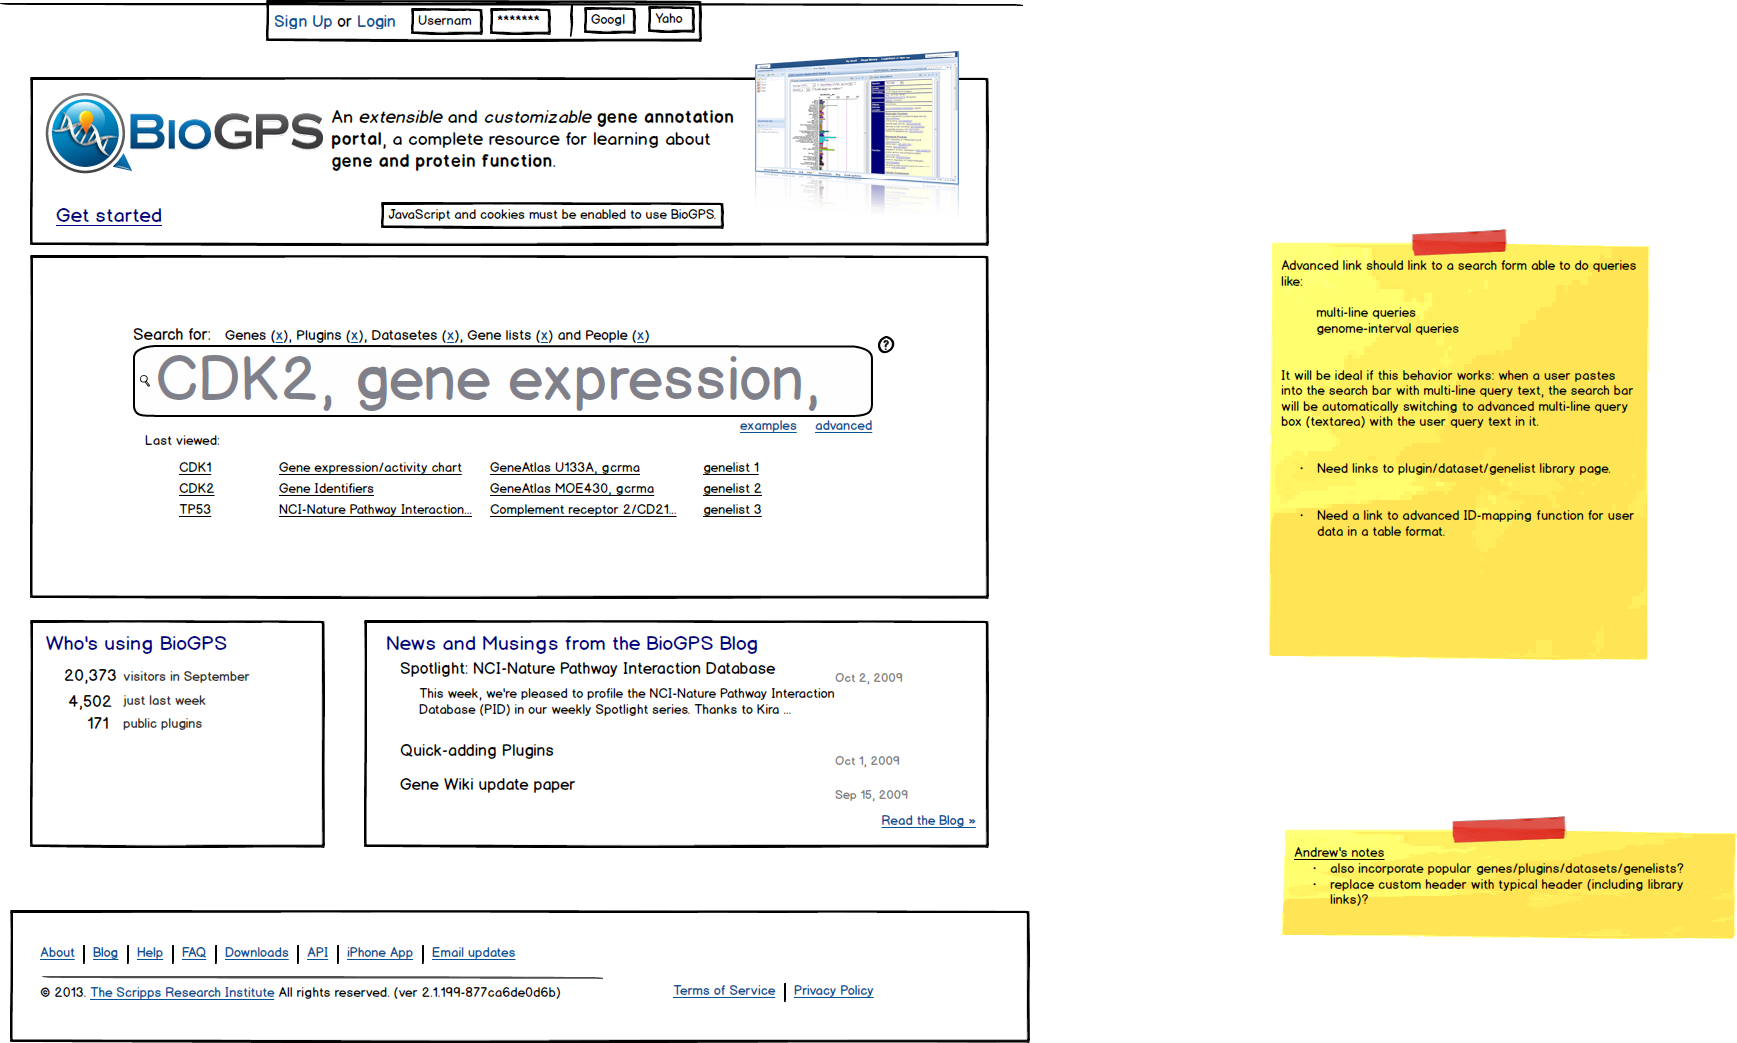 Sign Up or Login Usernam ******* Googl Yaho
BioGPS
An extensible and customizable gene annotation
portal, a complete resource for learning about
gene and protein function.
Get started
JavaScript and cookies must be enabled to use BioGPS.
Search for: Genes (x), Plugins (x), Datasetes (x), Gene lists (x) and People (x)
?
CDK2, gene expression,
examples advanced
Last viewed:
CDK1 Gene expression/activity chart GeneAtlas U133A, gcrma genelist 1
CDK2 Gene Identifiers GeneAtlas MOE430, gcrma genelist 2
TP53 NCI-Nature Pathway Interaction... Complement receptor 2/CD21... genelist 3
Who's using BioGPS
20,373 visitors in September
4,502 just last week
171 public plugins
News and Musings from the BioGPS Blog
Spotlight: NCI-Nature Pathway Interaction Database
Oct 2, 2009
This week, we're pleased to profile the NCI-Nature Pathway Interaction
Database (PID) in our weekly Spotlight series. Thanks to Kira ...
Quick-adding Plugins
Oct 1, 2009
Gene Wiki update paper
Sep 15, 2009
Read the Blog »
About | Blog | Help | FAQ | Downloads | API | iPhone App | Email updates
© 2013. The Scripps Research Institute All rights reserved. (ver 2.1.199-877ca6de0d6b)
Terms of Service | Privacy Policy
Advanced link should link to a search form able to do queries
like:
multi-line queries
genome-interval queries
It will be ideal if this behavior works: when a user pastes
into the search bar with multi-line query text, the search bar
will be automatically switching to advanced multi-line query
box (textarea) with the user query text in it.
· Need links to plugin/dataset/genelist library page.
· Need a link to advanced ID-mapping function for user
data in a table format.
Andrew's notes
· also incorporate popular genes/plugins/datasets/genelists?
· replace custom header with typical header (including library
links)?